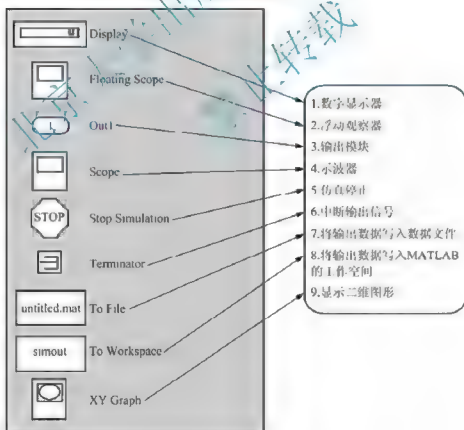 Display
Floating Scope
1
Out1
Scope
STOP
Stop Simulation
Terminator
untitled.mat
To File
simout
To Workspace
XY Graph
1.数字显示器
2.浮动观察器
3.输出模块
4.示波器
5.仿真停止
6.中断输出信号
7.将输出数据写入数据文件
8.将输出数据写入MATLAB
的工作空间
9.显示二维图形